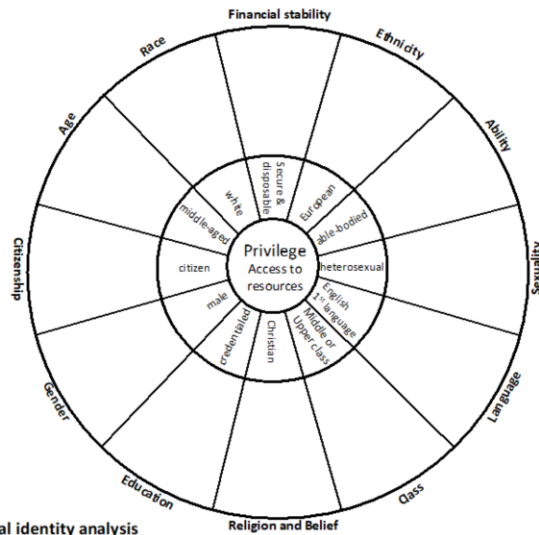 Financial stability
Ethnicity
Ability
Sexuality
Language
Class
Religion and Belief
Education
Gender
Citizenship
Age
Race
Secure &
disposable
European
able-bodied
heterosexual
English
1st language
Middle or
Upper class
Christian
credentialed
male
citizen
middle-aged
white
Privilege
Access to
resources
identity analysis